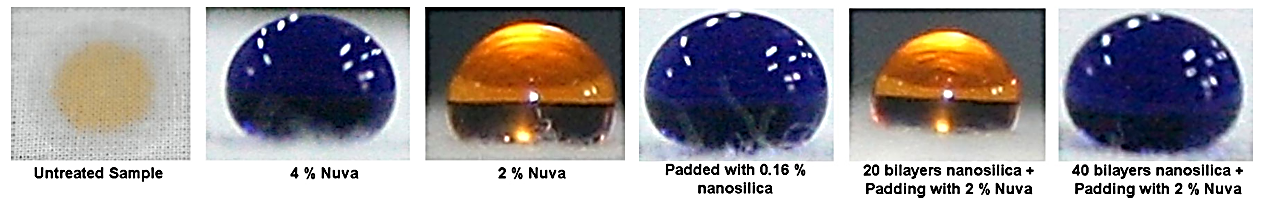 Untreated Sample
4 % Nuva
2 % Nuva
Padded with 0.16 %
nanosilica
20 bilayers nanosilica +
Padding with 2 % Nuva
40 bilayers nanosilica +
Padding with 2 % Nuva